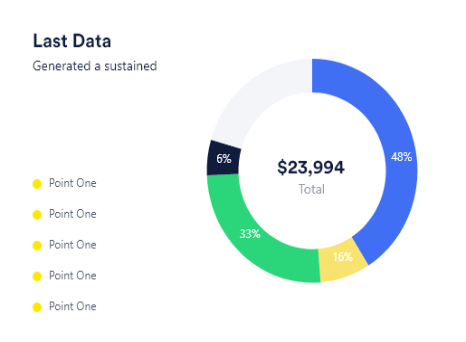 Last Data
Generated a sustained
48%
6%
$23,994
Total
Point One
Point One
33%
Point One
16%
Point One
Point One